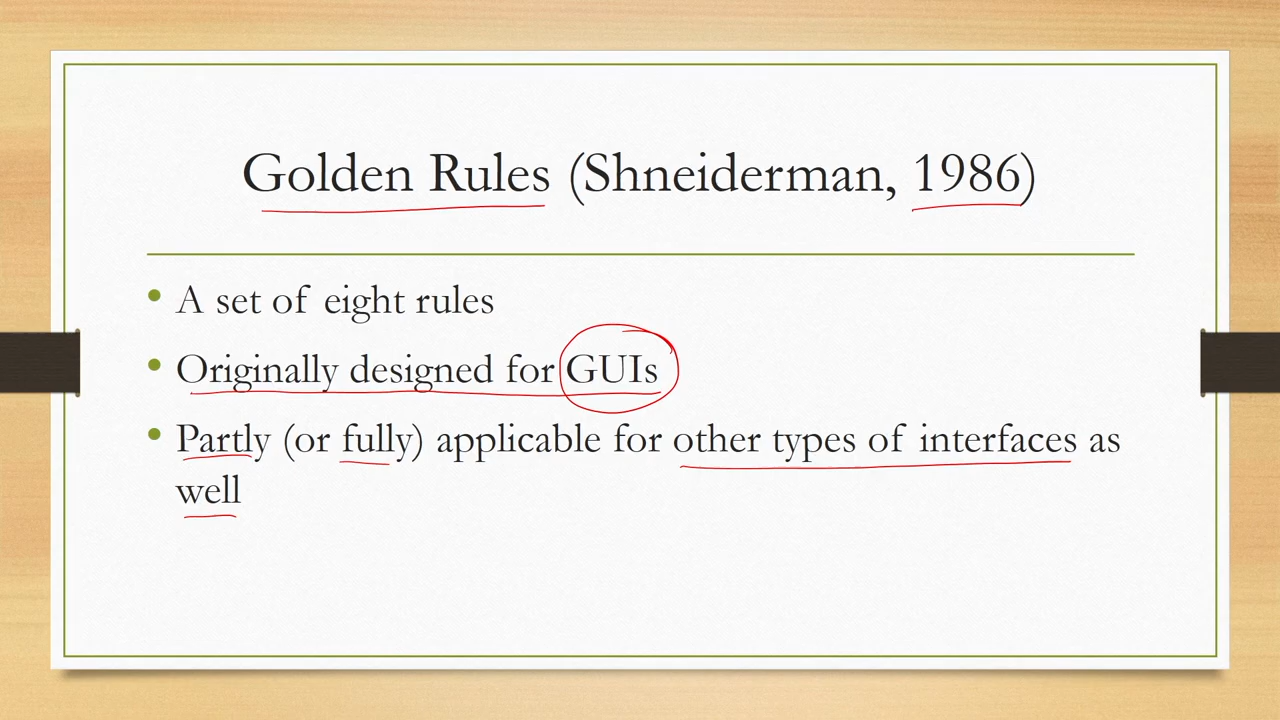 Golden Rules (Shneiderman, 1986)
• A set of eight rules
• Originally designed for GUIs
• Partly (or fully) applicable for other types of interfaces as
well